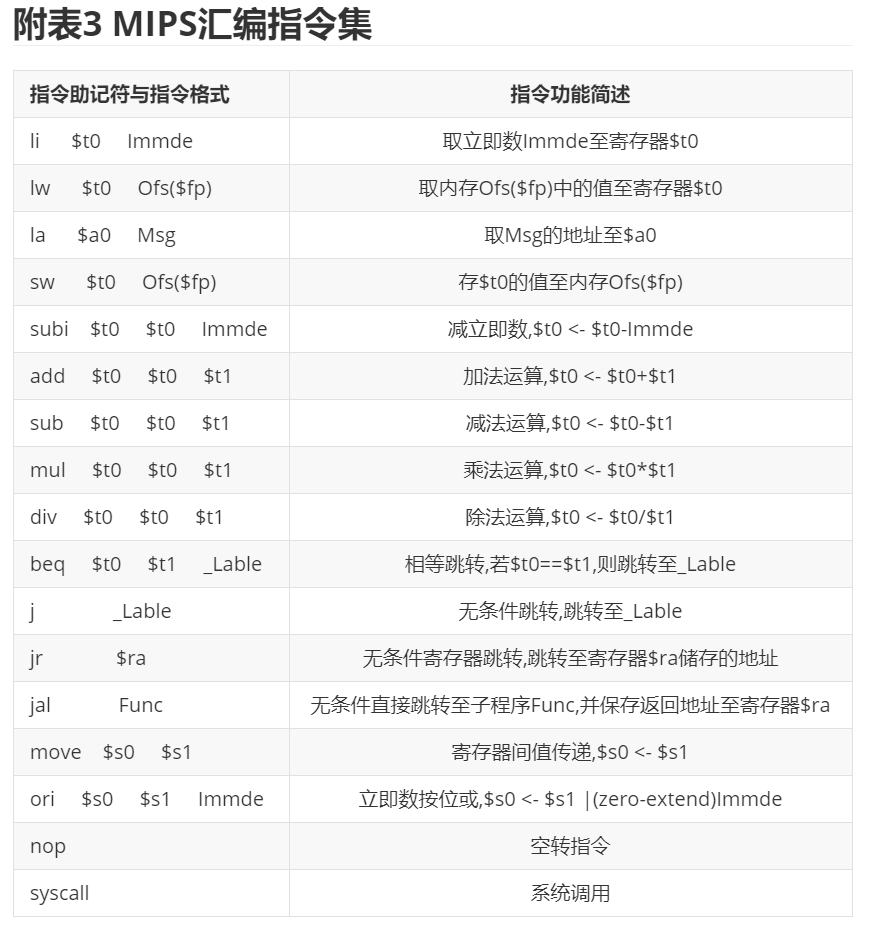 附表3 MIPS汇编指令集
指令助记符与指令格式 指令功能简述
li $t0 Immde 取立即数Immde至寄存器$t0
lw $t0 Ofs($fp) 取内存Ofs($fp)中的值至寄存器$t0
la $a0 Msg 取Msg的地址至$a0
sw $t0 Ofs($fp) 存$t0的值至内存Ofs($fp)
subi $t0 $t0 Immde 减立即数,$t0 <- $t0-Immde
add $t0 $t0 $t1 加法运算,$t0 <- $t0+$t1
sub $t0 $t0 $t1 减法运算,$t0 <- $t0-$t1
mul $t0 $t0 $t1 乘法运算,$t0 <- $t0*$t1
div $t0 $t0 $t1 除法运算,$t0 <- $t0/$t1
beq $t0 $t1 _Lable 相等跳转,若$t0==$t1,则跳转至_Lable
j _Lable 无条件跳转,跳转至_Lable
jr $ra 无条件寄存器跳转,跳转至寄存器$ra储存的地址
jal Func 无条件直接跳转至子程序Func,并保存返回地址至寄存器$ra
move $s0 $s1 寄存器间值传递,$s0 <- $s1
ori $s0 $s1 Immde 立即数按位或,$s0 <- $s1 |(zero-extend)Immde
nop 空转指令
syscall 系统调用